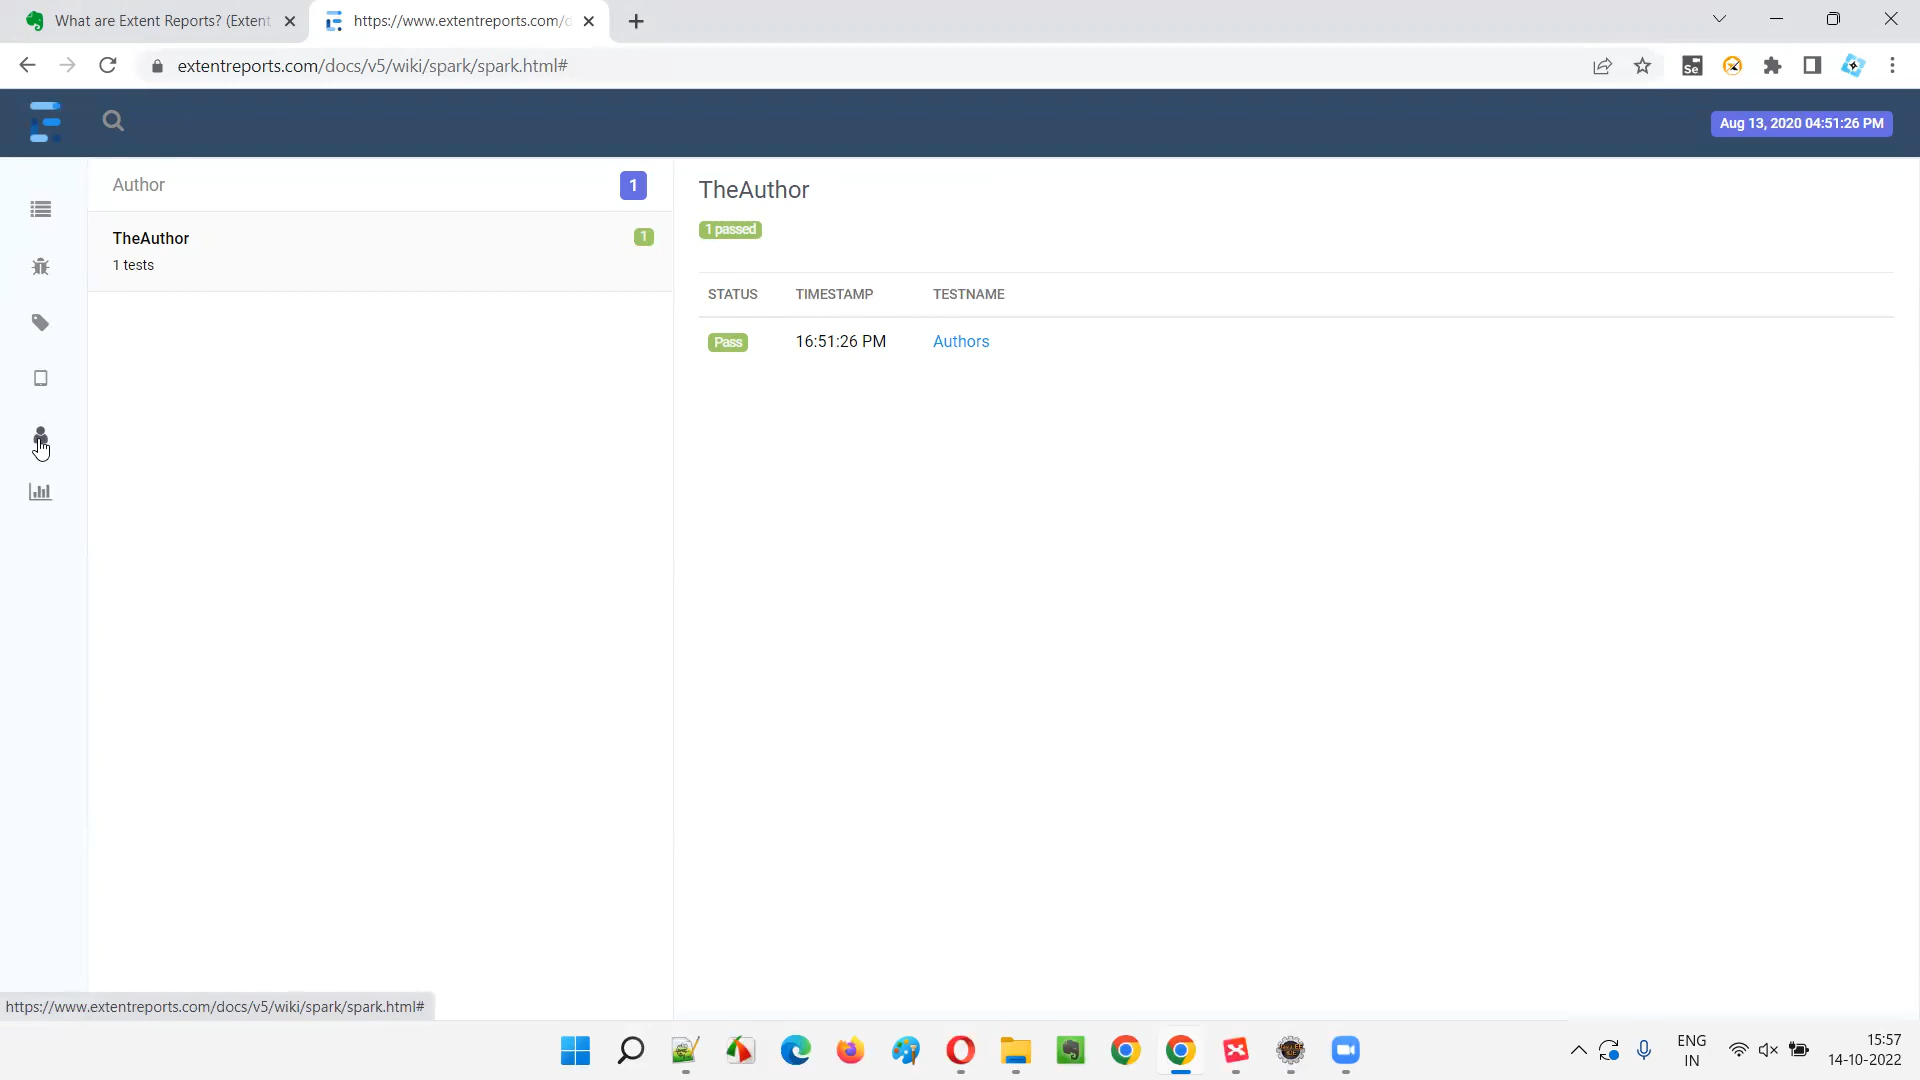 What are Extent Reports? (Extent
https://www.extentreports.com/d
extentreports.com/docs/v5/wiki/spark/spark.html#
Se
Aug 13, 2020 04:51:26 PM
Author
1
TheAuthor
1
1 tests
TheAuthor
1 passed
STATUS TIMESTAMP TESTNAME
Pass 16:51:26 PM Authors
https://www.extentreports.com/docs/v5/wiki/spark/spark.html#
ENG
IN
15:57
14-10-2022